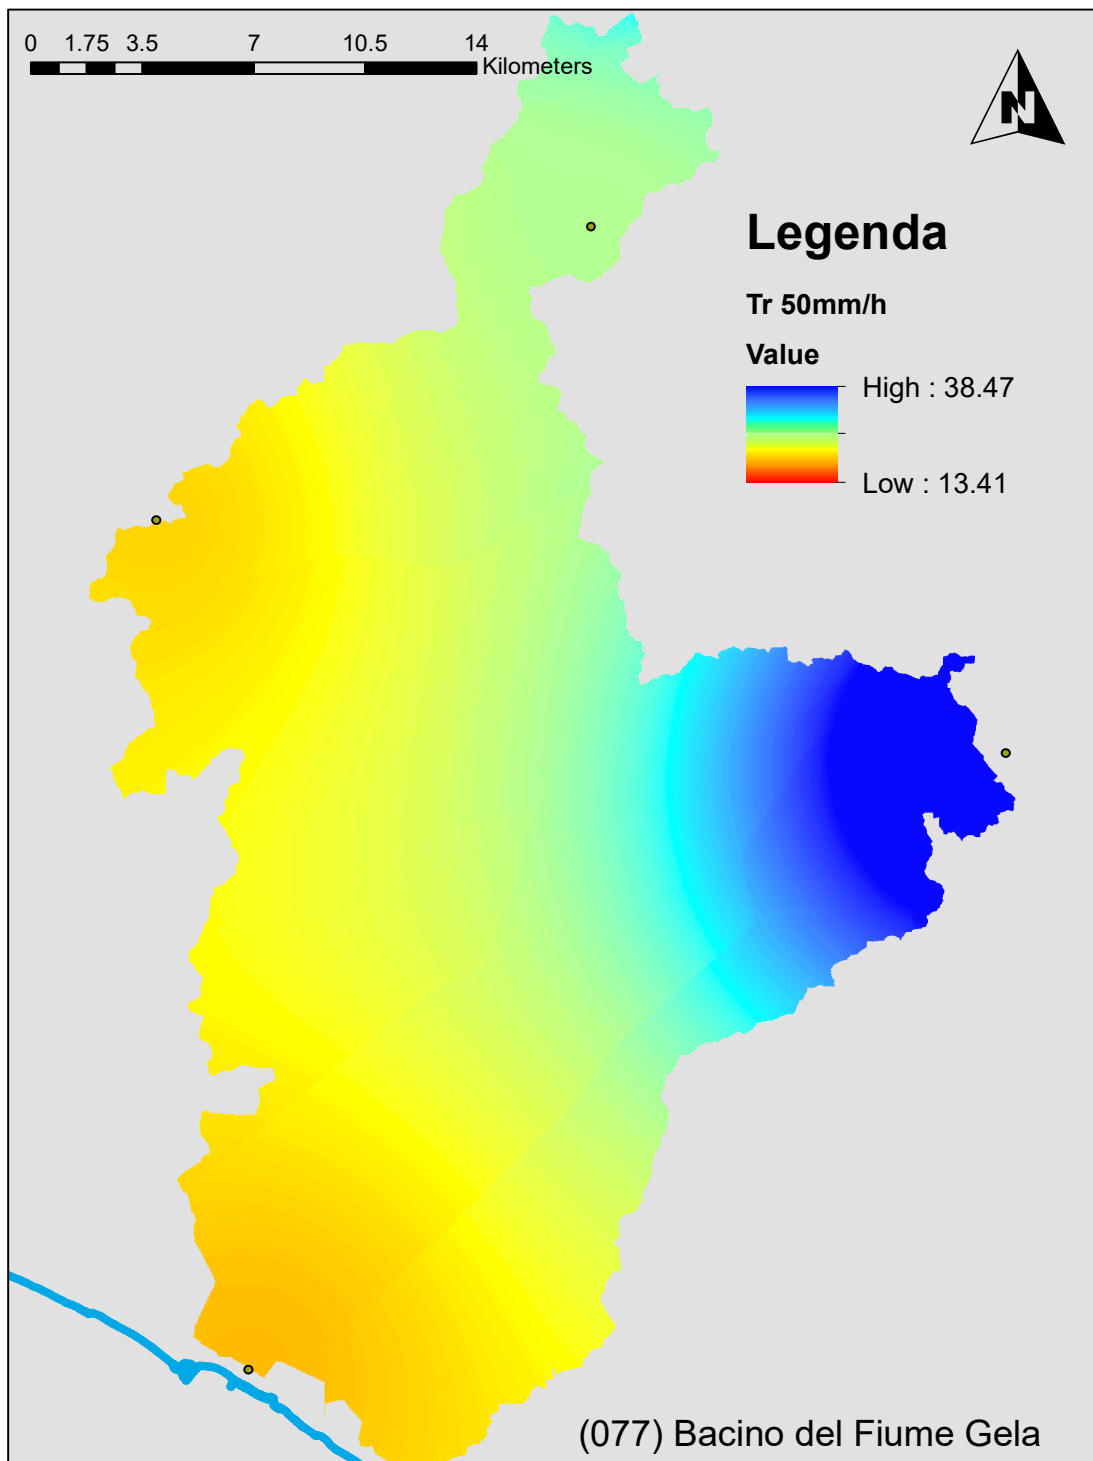 0 1.75 3.5 7 10.5 14
Kilometers
N
Legenda
Tr 50mm/h
Value
High : 38.47
Low : 13.41
(077) Bacino del Fiume Gela